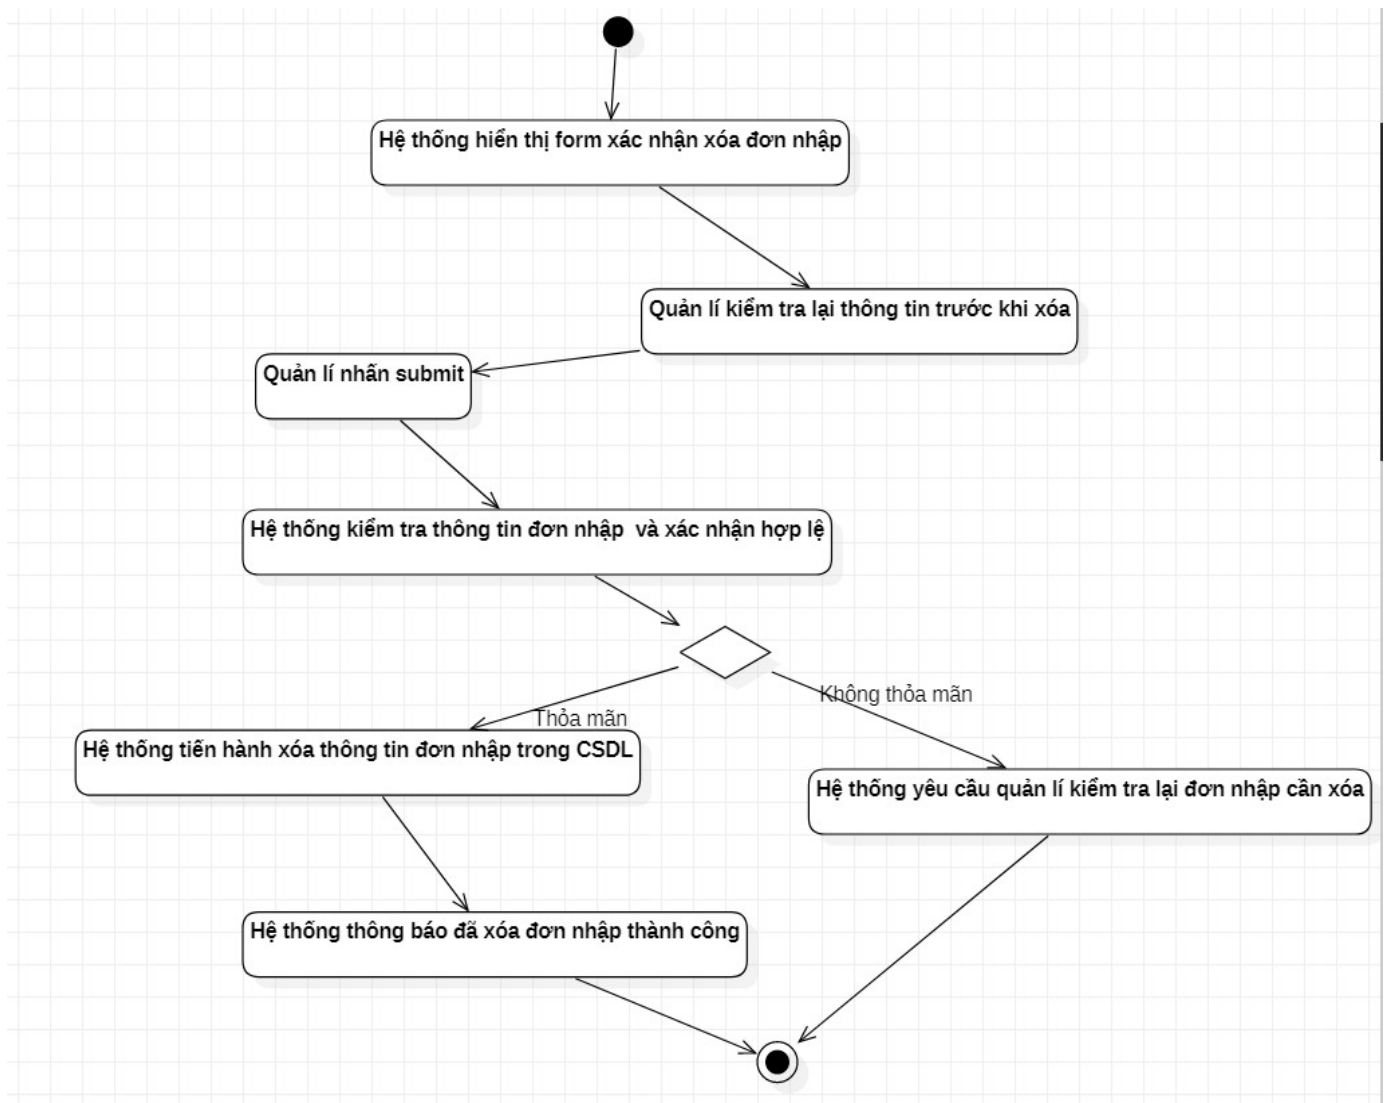 Hệ thống hiển thị form xác nhận xóa đơn nhập
Quản lí kiểm tra lại thông tin trước khi xóa
Quản lí nhấn submit
Hệ thống kiểm tra thông tin đơn nhập  và xác nhận hợp lệ
Không thỏa mãn
Thỏa mãn
Hệ thống tiến hành xóa thông tin đơn nhập trong CSDL
Hệ thống yêu cầu quản lí kiểm tra lại đơn nhập cần xóa
Hệ thống thông báo đã xóa đơn nhập thành công